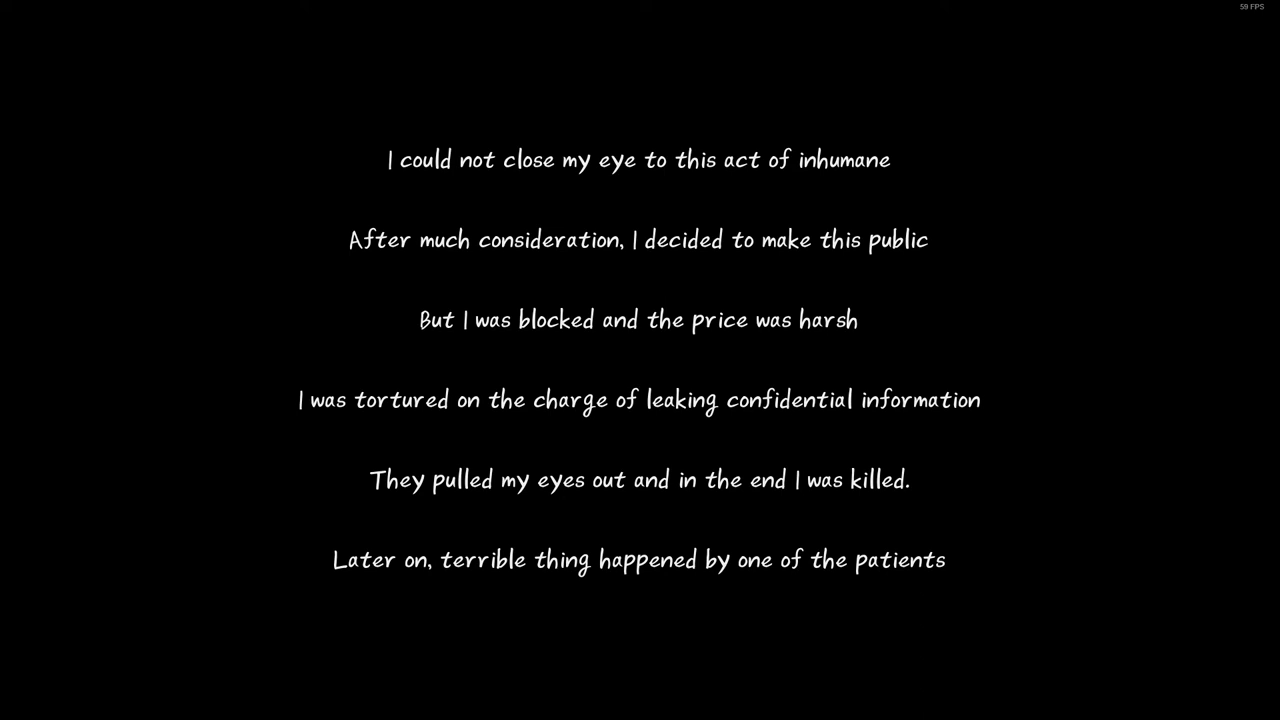 59 FPS
I could not close my eye to this act of inhumane
After much consideration, I decided to make this public
But I was blocked and the price was harsh
I was tortured on the charge of leaking confidential information
They pulled my eyes out and in the end I was killed.
Later on, terrible thing happened by one of the patients